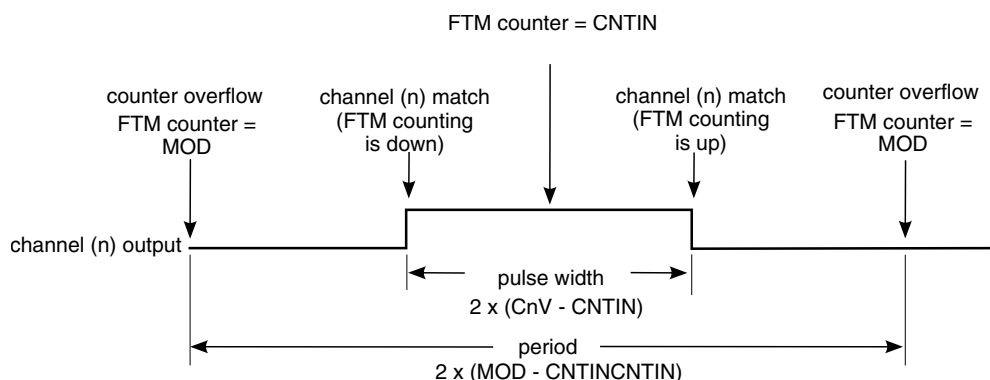 FTM counter = CNTIN
counter overflow
FTM counter =
MOD
channel (n) match
(FTM counting
is down)
channel (n) match
(FTM counting
is up)
counter overflow
FTM counter =
MOD
channel (n) output
pulse width
2 x (CnV - CNTIN)
period
2 x (MOD - CNTINCNTIN)